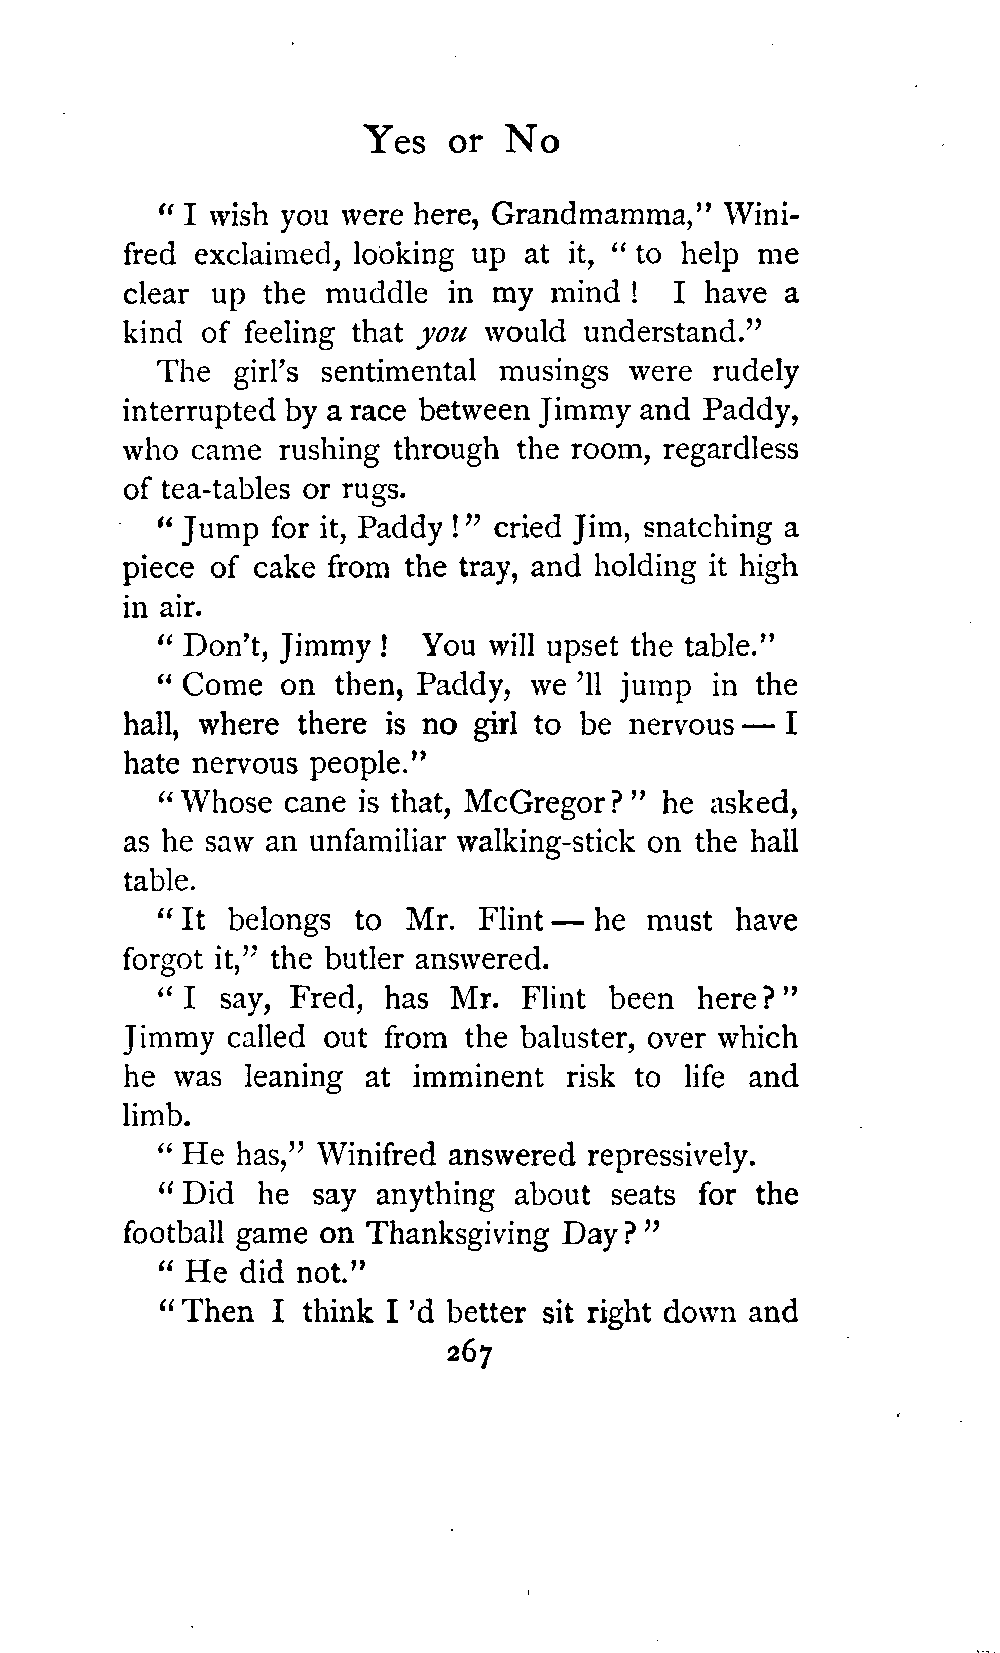 Yes or No
" I wish you were here, Grandmamma," Wini-
fred exclaimed, looking up at it, " to help me
clear up the muddle in my mind ! I have a
kind of feeling that you would understand."
The girl's sentimental musings were rudely
interrupted by a race between Jimmy and Paddy,
who came rushing through the room, regardless
of tea-tables or rugs.
" Jump for it, Paddy ! " cried Jim, snatching a
piece of cake from the tray, and holding it high
in air.
" Don't, Jimmy ! You will upset the table."
" Come on then, Paddy, we 'll jump in the
hall, where there is no girl to be nervous — I
hate nervous people."
" Whose cane is that, McGregor? " he asked,
as he saw an unfamiliar walking-stick on the hall
table.
" It belongs to Mr. Flint — he must have
forgot it," the butler answered.
" I say, Fred, has Mr. Flint been here? "
Jimmy called out from the baluster, over which
he was leaning at imminent risk to life and
limb.
" He has," Winifred answered repressively.
" Did he say anything about seats for the
football game on Thanksgiving Day? "
" He did not."
" Then I think I 'd better sit right down and
267